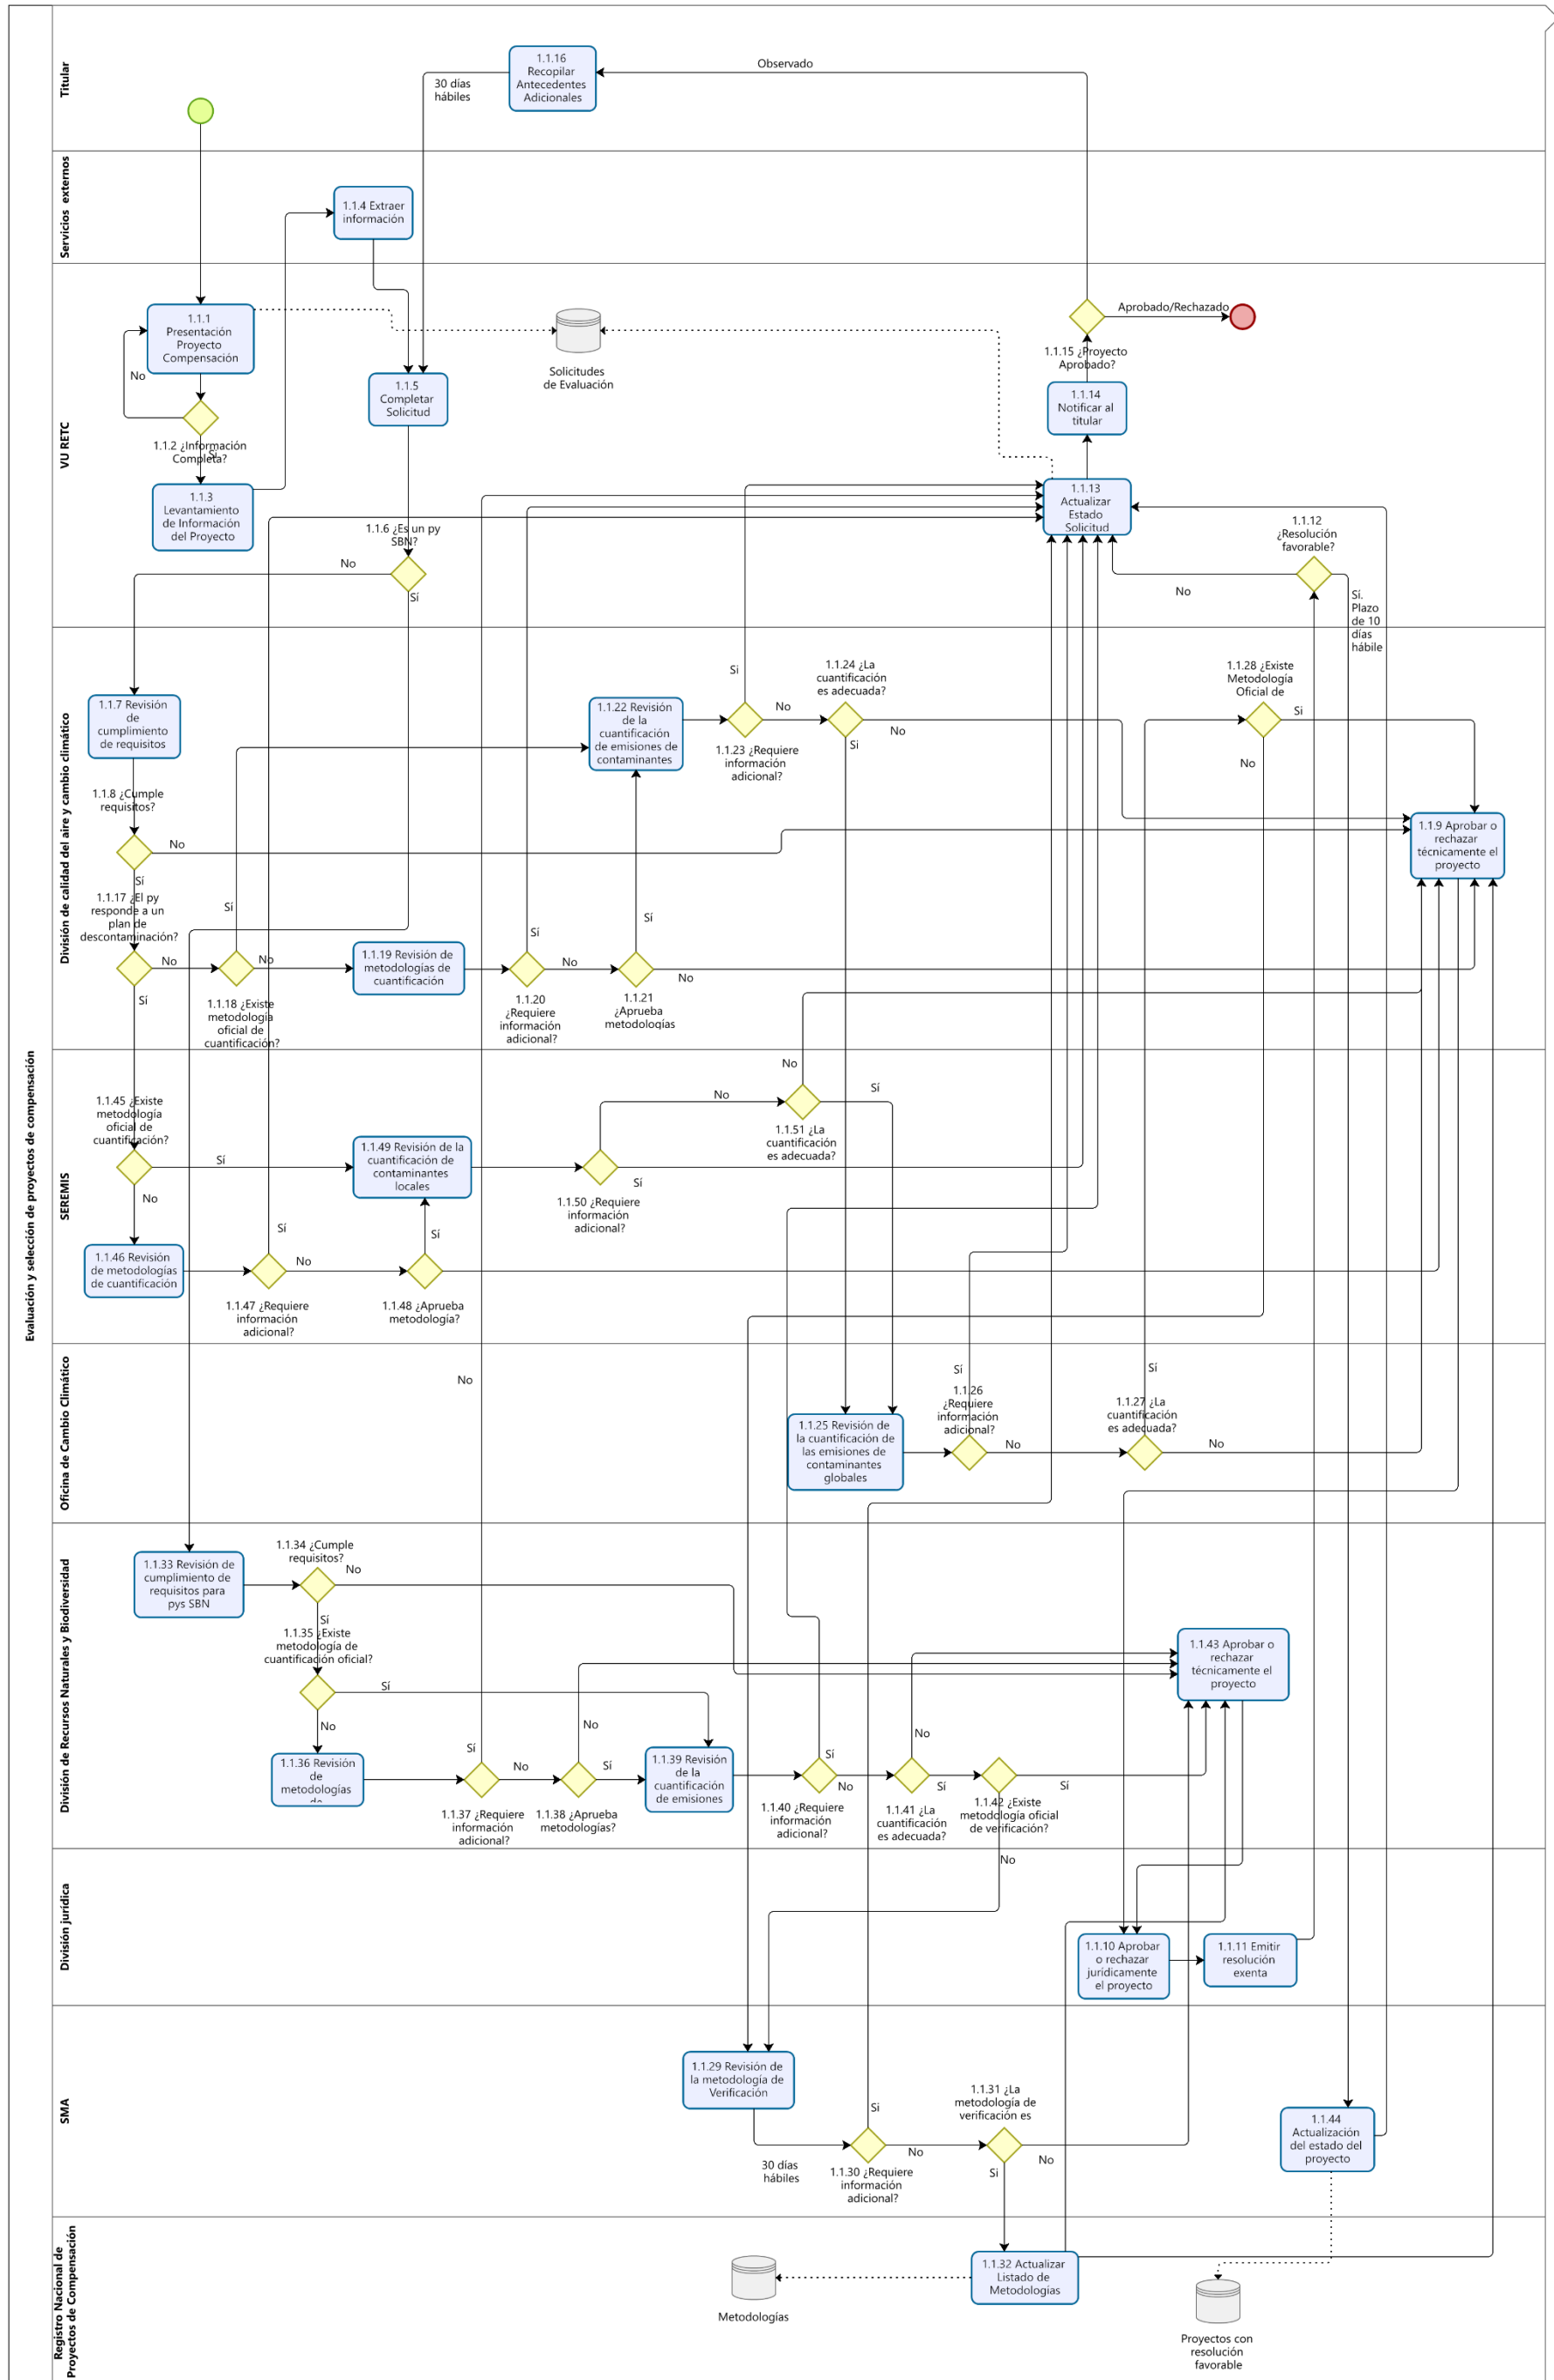 Evaluación y selección de proyectos de compensación
Titular
1.1.16
Recopilar
Antecedentes
Adicionales
30 días
hábiles
Observado
Servicios externos
1.1.4 Extraer
información
VU RETC
1.1.1
Presentación
Proyecto
Compensación
No
1.1.2 ¿Información
Completa?
Sí
1.1.3
Levantamiento
de Información
del Proyecto
1.1.5
Completar
Solicitud
Solicitudes
de Evaluación
1.1.6 ¿Es un py
SBN?
No
Sí
Aprobado/Rechazado
1.1.15 ¿Proyecto
Aprobado?
1.1.14
Notificar al
titular
1.1.13
Actualizar
Estado
Solicitud
1.1.12
¿Resolución
favorable?
No
Sí.
Plazo
de 10
días
hábile
División de calidad del aire y cambio climático
1.1.7 Revisión
de
cumplimiento
de requisitos
1.1.8 ¿Cumple
requisitos?
No
Sí
1.1.17 ¿El py
responde a un
plan de
descontaminación?
No
Sí
Sí
No
1.1.18 ¿Existe
metodología
oficial de
cuantificación?
1.1.19 Revisión de
metodologías de
cuantificación
Sí
No
1.1.20
¿Requiere
información
adicional?
Sí
No
1.1.21
¿Aprueba
metodologías
1.1.22 Revisión
de la
cuantificación
de emisiones de
contaminantes
Si
No
1.1.23 ¿Requiere
información
adicional?
1.1.24 ¿La
cuantificación
es adecuada?
Si
No
1.1.28 ¿Existe
Metodología
Oficial de
Si
No
1.1.9 Aprobar o
rechazar
técnicamente el
proyecto
SEREMIS
1.1.45 ¿Existe
metodología
oficial de
cuantificación?
Sí
No
1.1.46 Revisión
de metodologías
de cuantificación
Sí
No
1.1.47 ¿Requiere
información
adicional?
Sí
1.1.48 ¿Aprueba
metodología?
1.1.49 Revisión de la
cuantificación de
contaminantes
locales
No
Sí
1.1.50 ¿Requiere
información
adicional?
No
Sí
1.1.51 ¿La
cuantificación
es adecuada?
Oficina de Cambio Climático
No
1.1.25 Revisión de
la cuantificación de
las emisiones de
contaminantes
globales
Sí
1.1.26
¿Requiere
información
adicional?
No
Sí
1.1.27 ¿La
cuantificación
es adecuada?
No
División de Recursos Naturales y Biodiversidad
1.1.33 Revisión de
cumplimiento de
requisitos para
pys SBN
1.1.34 ¿Cumple
requisitos?
No
Sí
1.1.35 ¿Existe
metodología de
cuantificación oficial?
Sí
No
1.1.36 Revisión
de
metodologías
Sí
No
1.1.37 ¿Requiere
información
adicional?
No
Sí
1.1.38 ¿Aprueba
metodologías?
1.1.39 Revisión
de la
cuantificación
de emisiones
Sí
No
1.1.40 ¿Requiere
información
adicional?
No
Sí
1.1.41 ¿La
cuantificación
es adecuada?
Sí
1.1.42 ¿Existe
metodología oficial
de verificación?
No
1.1.43 Aprobar o
rechazar
técnicamente el
proyecto
División jurídica
1.1.10 Aprobar
o rechazar
jurídicamente
el proyecto
1.1.11 Emitir
resolución
exenta
SMA
1.1.29 Revisión de
la metodología de
Verificación
30 días
hábiles
Si
No
1.1.30 ¿Requiere
información
adicional?
1.1.31 ¿La
metodología de
verificación es
Si
No
1.1.44
Actualización
del estado del
proyecto
Registro Nacional de
Proyectos de Compensación
Metodologías
1.1.32 Actualizar
Listado de
Metodologías
Proyectos con
resolución
favorable